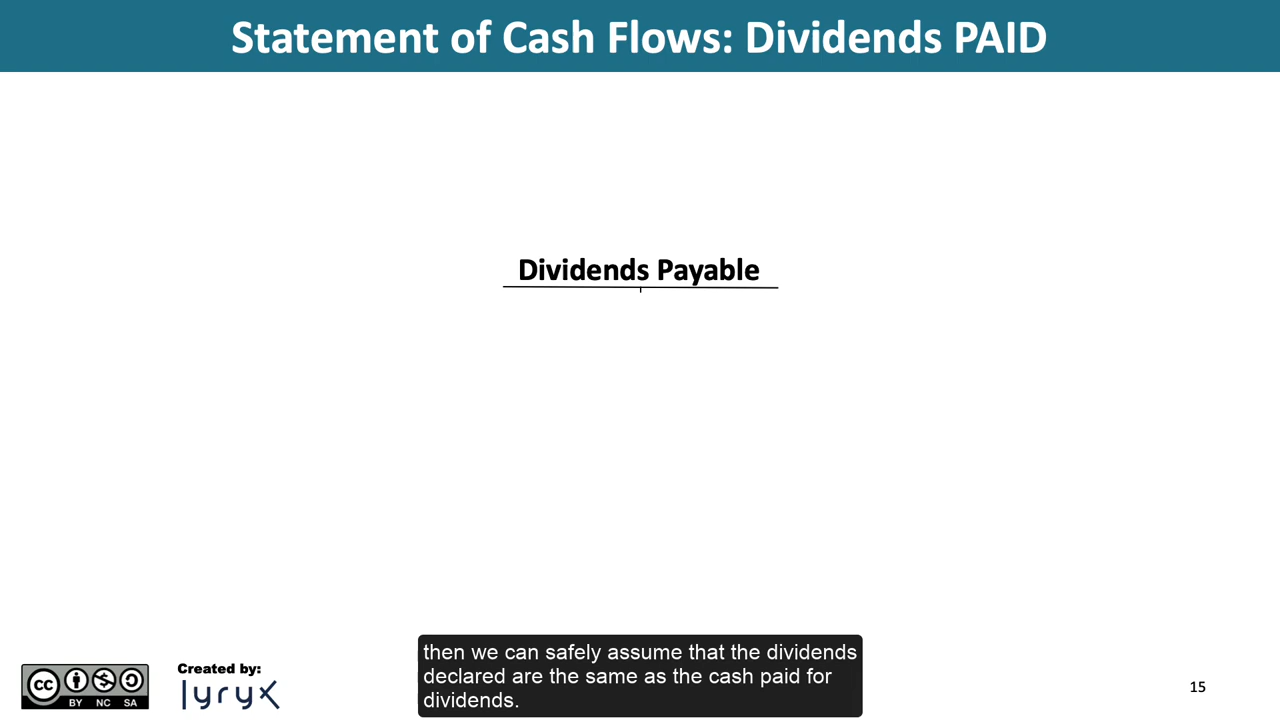 Statement of Cash Flows: Dividends PAID
Dividends Payable
then we can safely assume that the dividends
declared are the same as the cash paid for
dividends.
Created by:
lyryx
cc
BY NC SA
15